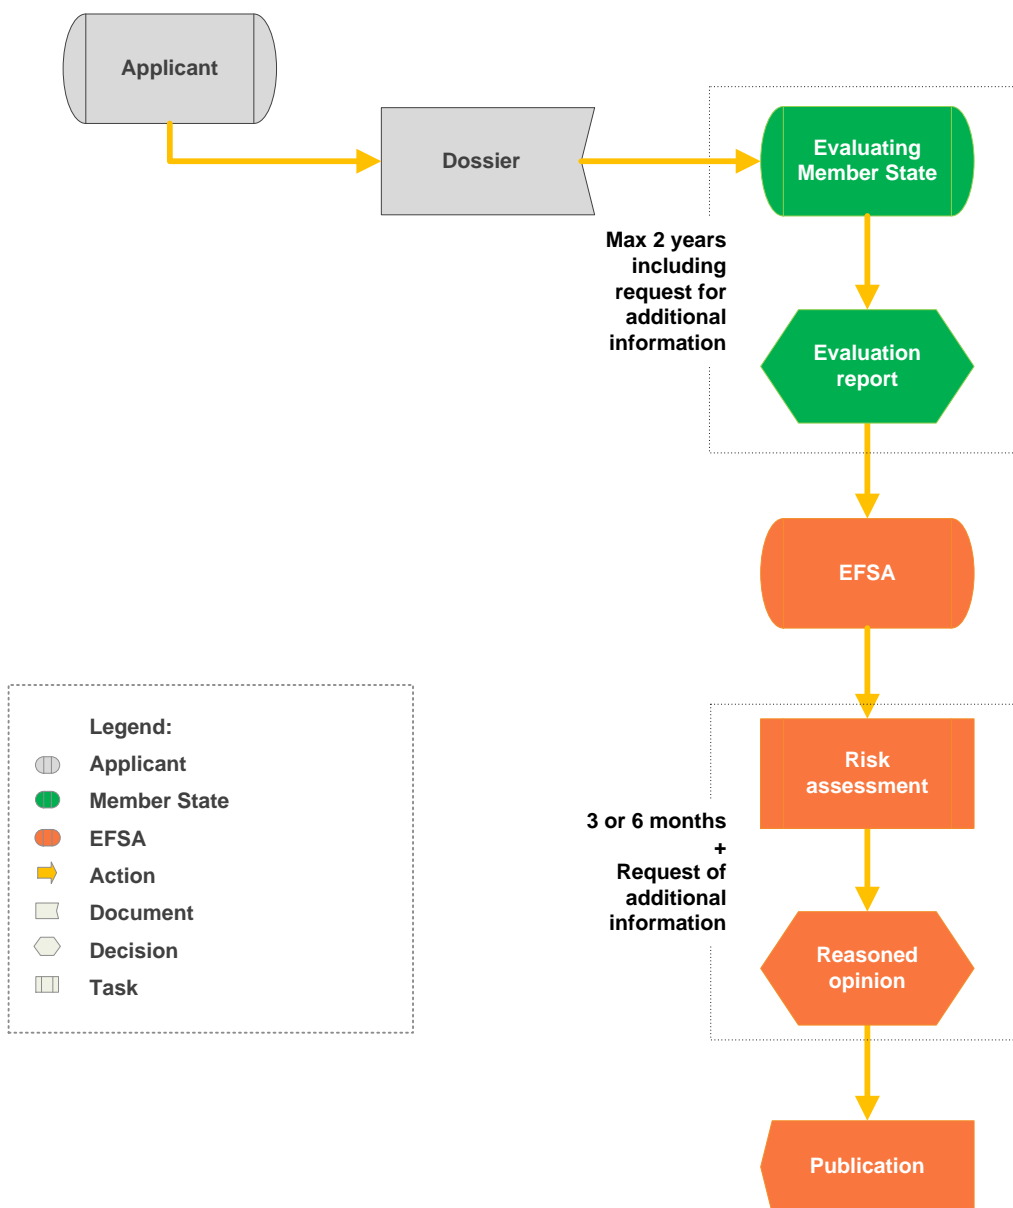 Applicant
Dossier
Evaluating
Member State
Max 2 years
including
request for
additional
information
Evaluation
report
EFSA
Legend:
Applicant
Member State
EFSA
Action
Document
Decision
Task
Risk
assessment
3 or 6 months
+
Request of
additional
information
Reasoned
opinion
Publication